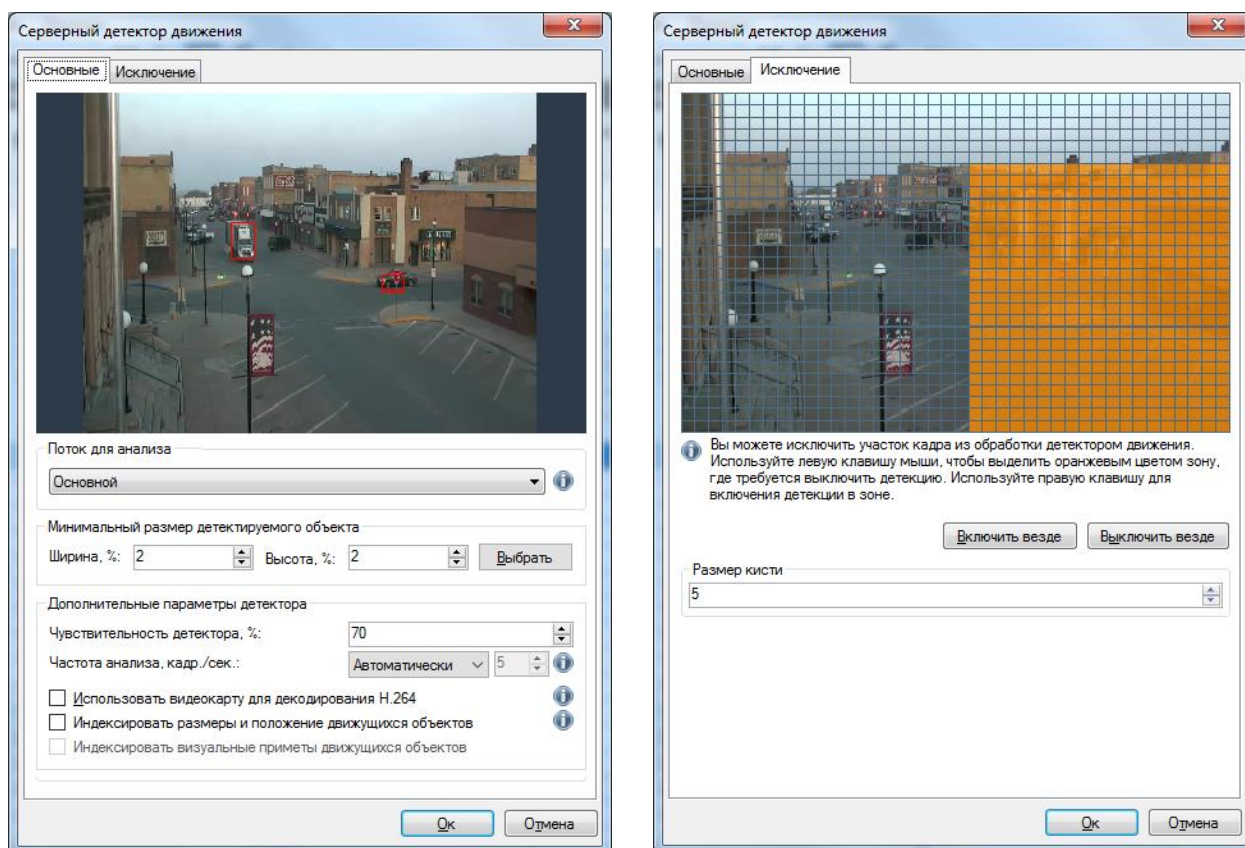 Серверный детектор движения
Основные Исключение
Поток для анализа
Основной
Минимальный размер детектируемого объекта
Ширина, %: 2 Высота, %: 2 Выбрать
Дополнительные параметры детектора
Чувствительность детектора, %: 70
Частота анализа, кадр./сек.: Автоматически 5
Использовать видеокарту для декодирования H.264
Индексировать размеры и положение движущихся объектов
Индексировать визуальные приметы движущихся объектов
Ок Отмена
Серверный детектор движения
Основные Исключение
Вы можете исключить участок кадра из обработки детектором движения.
Используйте левую клавишу мыши, чтобы выделить оранжевым цветом зону,
где требуется выключить детекцию. Используйте правую клавишу для
включения детекции в зоне.
Включить везде Выключить везде
Размер кисти
5
Ок Отмена